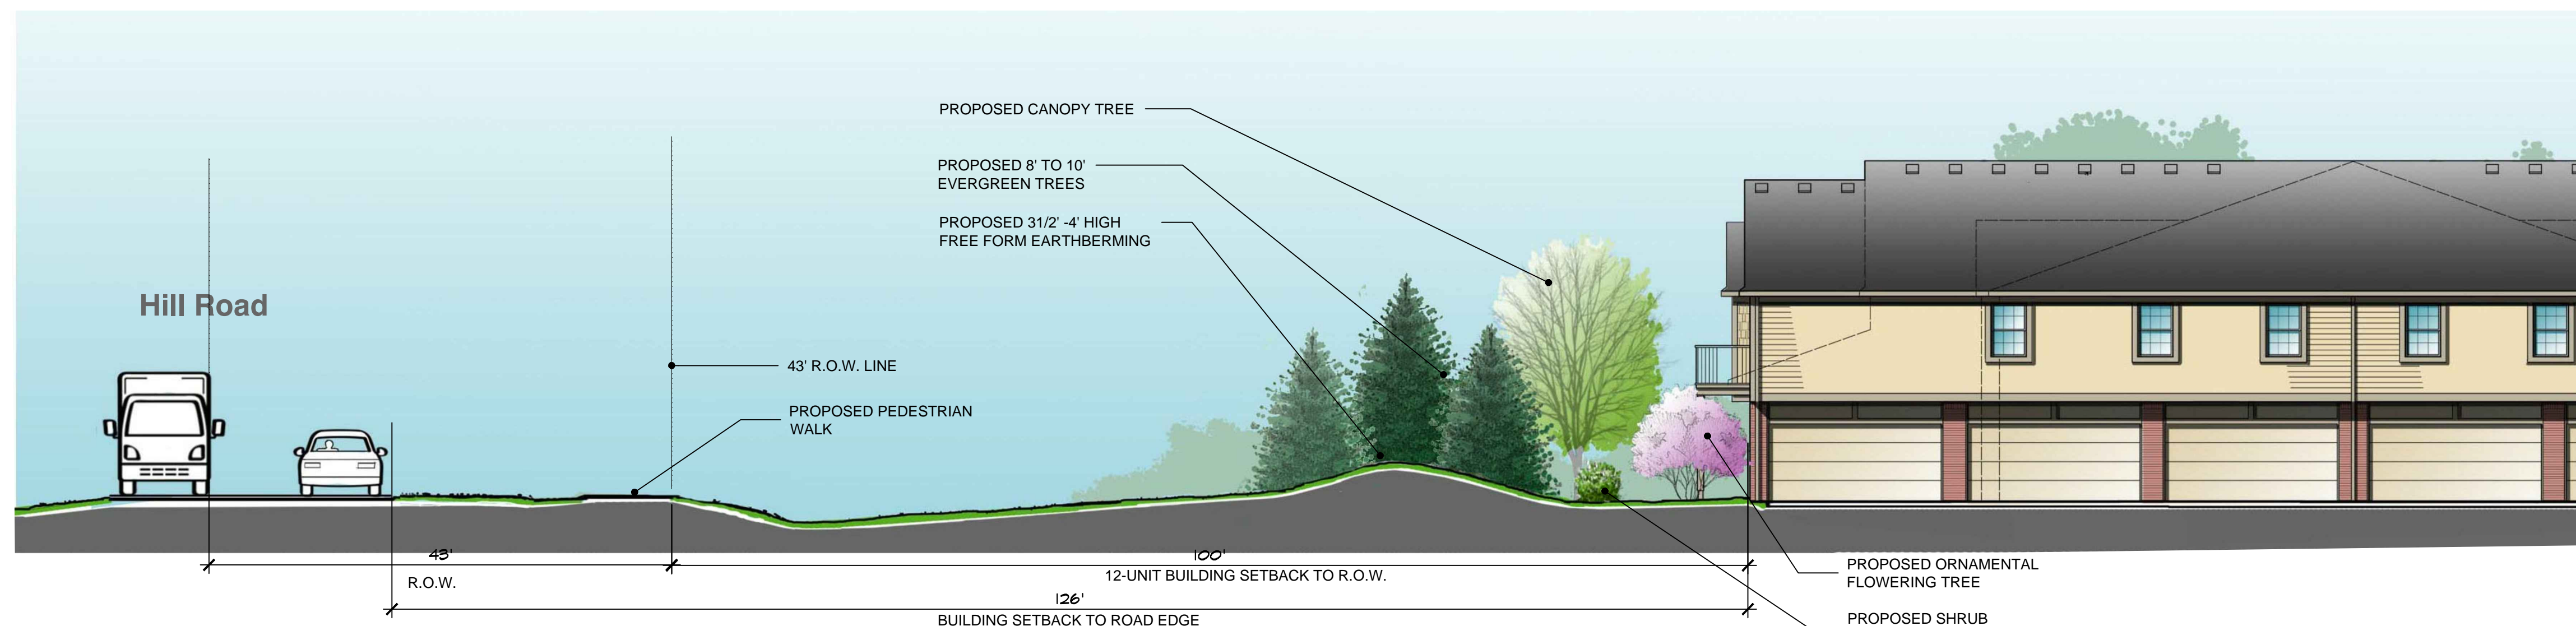 PROPOSED CANOPY TREE
PROPOSED 8' TO 10'
EVERGREEN TREES
PROPOSED 31/2' -4' HIGH
FREE FORM EARTHBERMING
Hill Road
43' R.O.W. LINE
PROPOSED PEDESTRIAN
WALK
43'
R.O.W.
100'
12-UNIT BUILDING SETBACK TO R.O.W.
126'
BUILDING SETBACK TO ROAD EDGE
PROPOSED ORNAMENTAL
FLOWERING TREE
PROPOSED SHRUB